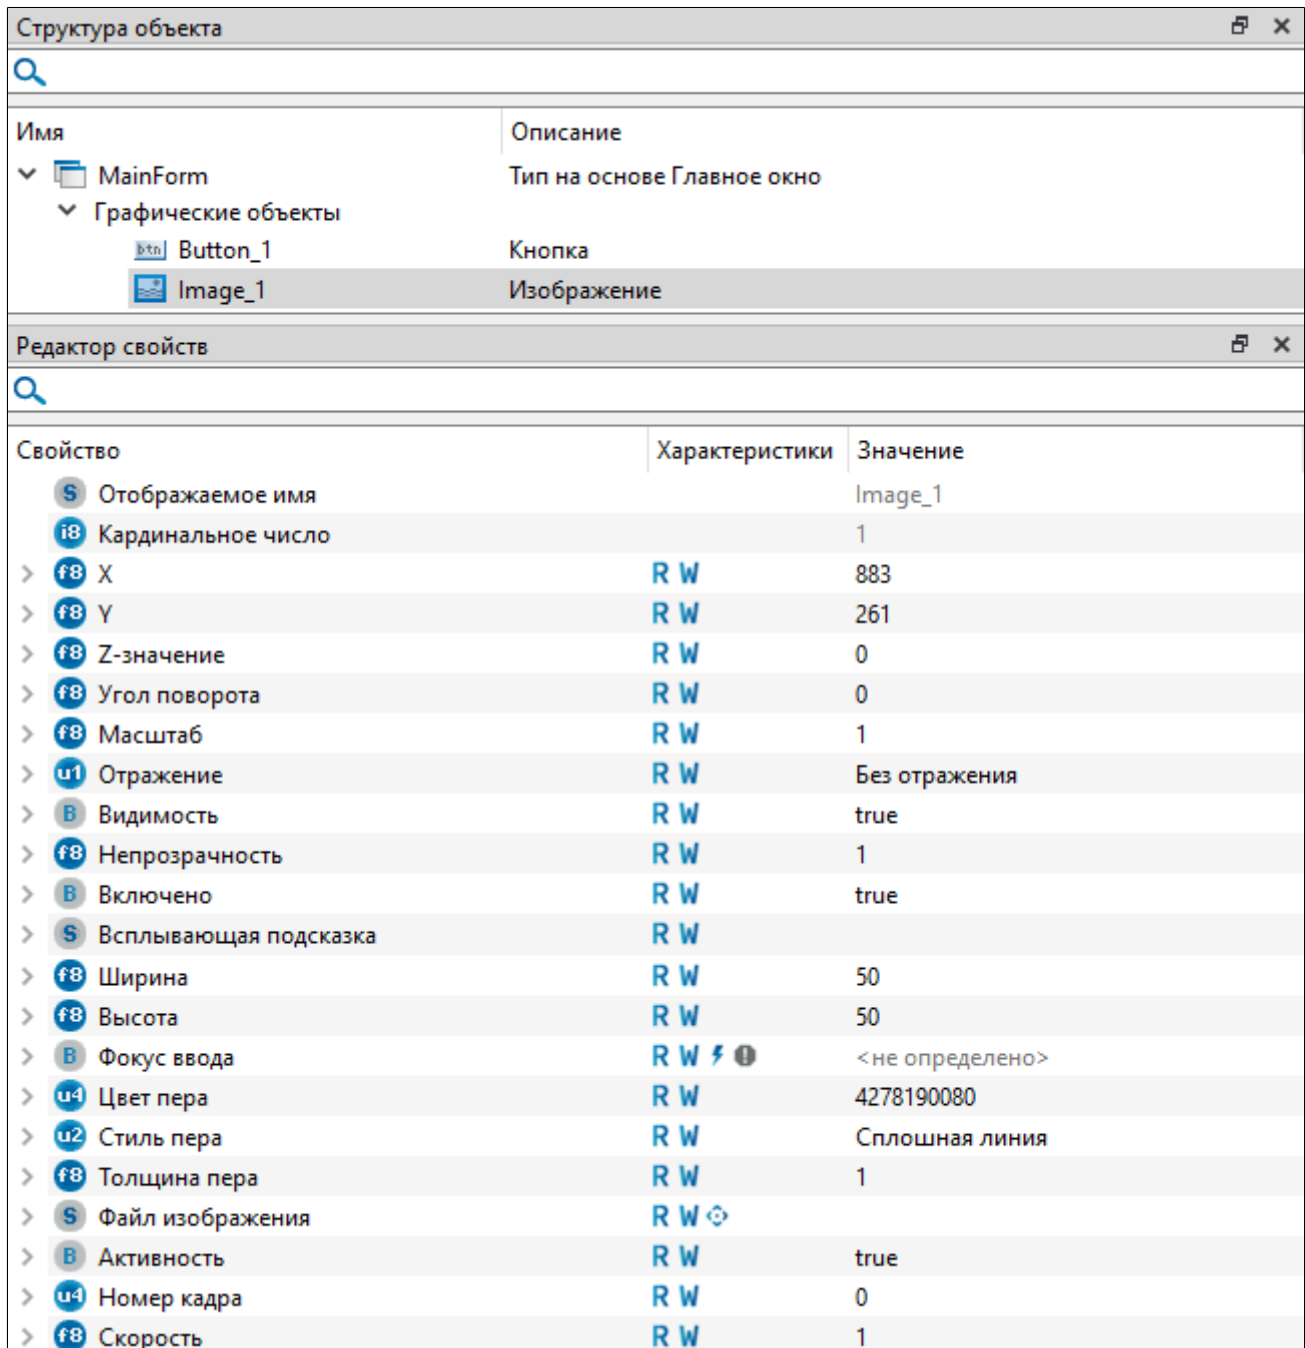 Структура объекта
Имя Описание
MainForm Тип на основе Главное окно
Графические объекты
btn Button_1 Кнопка
Image_1 Изображение
Редактор свойств
Свойство Характеристики Значение
S Отображаемое имя Image_1
i8 Кардинальное число 1
f8 X R W 883
f8 Y R W 261
f8 Z-значение R W 0
f8 Угол поворота R W 0
f8 Масштаб R W 1
u1 Отражение R W Без отражения
B Видимость R W true
f8 Непрозрачность R W 1
B Включено R W true
S Всплывающая подсказка R W
f8 Ширина R W 50
f8 Высота R W 50
B Фокус ввода R W <не определено>
u4 Цвет пера R W 4278190080
u2 Стиль пера R W Сплошная линия
f8 Толщина пера R W 1
S Файл изображения R W
B Активность R W true
u4 Номер кадра R W 0
f8 Скорость R W 1